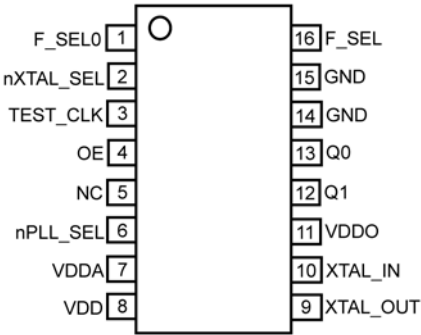 F_SEL0 1
nXTAL_SEL 2
TEST_CLK 3
OE 4
NC 5
nPLL_SEL 6
VDDA 7
VDD 8
16 F_SEL
15 GND
14 GND
13 Q0
12 Q1
11 VDDO
10 XTAL_IN
9 XTAL_OUT